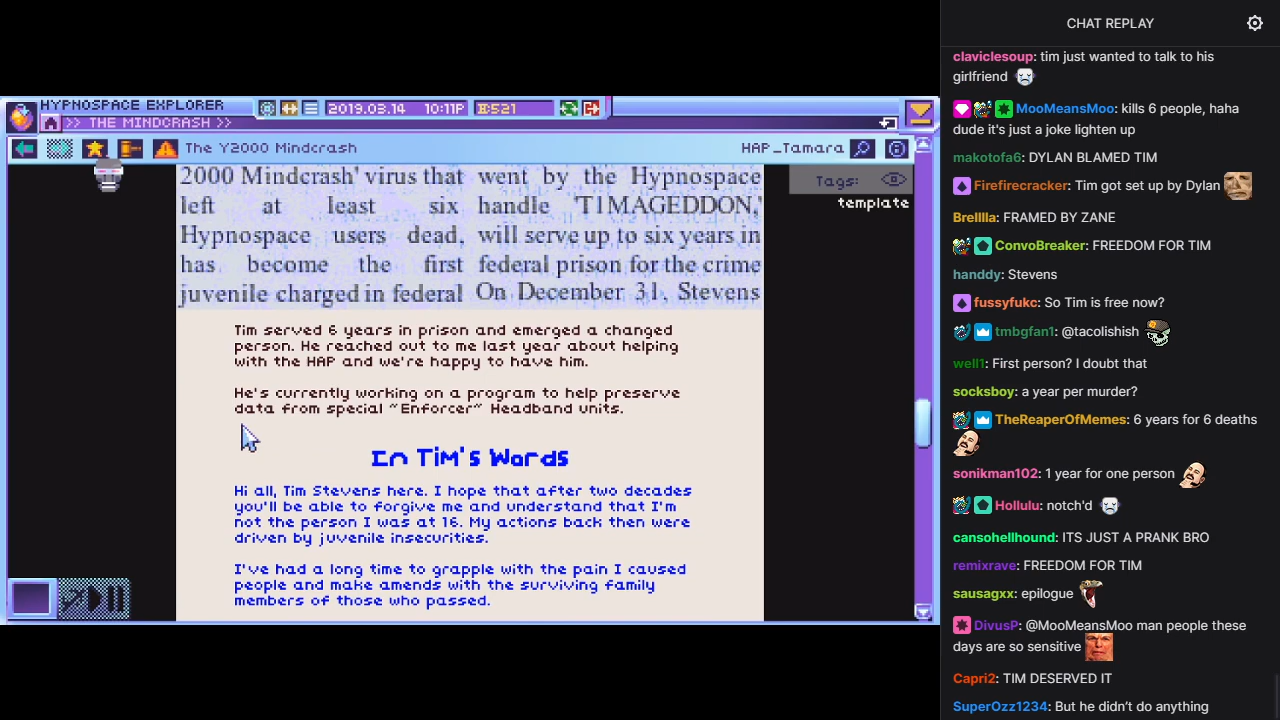 HYPNOSPACE EXPLORER
2019.03.14 10:11P
521
>> THE MINDCRASH >>
The Y2000 Mindcrash
HAP_Tamara
Tags:
template
2000 Mindcrash' virus that
left at least six
Hypnospace users dead,
has become the first
juvenile charged in federal
went by the Hypnospace
handle 'T1MAGEDDON,'
will serve up to six years in
federal prison for the crime
On December 31, Stevens
Tim served 6 years in prison and emerged a changed
person. He reached out to me last year about helping
with the HAP and we're happy to have him.
He's currently working on a program to help preserve
data from special "Enforcer" Headband units.
In TiM's Words
Hi all, Tim Stevens here. I hope that after two decades
you'll be able to forgive me and understand that I'm
not the person I was at 16. My actions back then were
driven by juvenile insecurities.
I've had a long time to grapple with the pain I caused
people and make amends with the surviving family
members of those who passed.
CHAT REPLAY
claviclesoup: tim just wanted to talk to his
girlfriend
MooMeansMoo: kills 6 people, haha
dude it's just a joke lighten up
makotofa6: DYLAN BLAMED TIM
Firefirecracker: Tim got set up by Dylan
Brelllla: FRAMED BY ZANE
ConvoBreaker: FREEDOM FOR TIM
handdy: Stevens
fussyfukc: So Tim is free now?
tmbgfan1: @tacolishish
well1: First person? I doubt that
socksboy: a year per murder?
TheReaperOfMemes: 6 years for 6 deaths
sonikman102: 1 year for one person
Hollulu: notch'd
cansohellhound: ITS JUST A PRANK BRO
remixrave: FREEDOM FOR TIM
sausagxx: epilogue
DivusP: @MooMeansMoo man people these
days are so sensitive
Capri2: TIM DESERVED IT
SuperOzz1234: But he didn't do anything